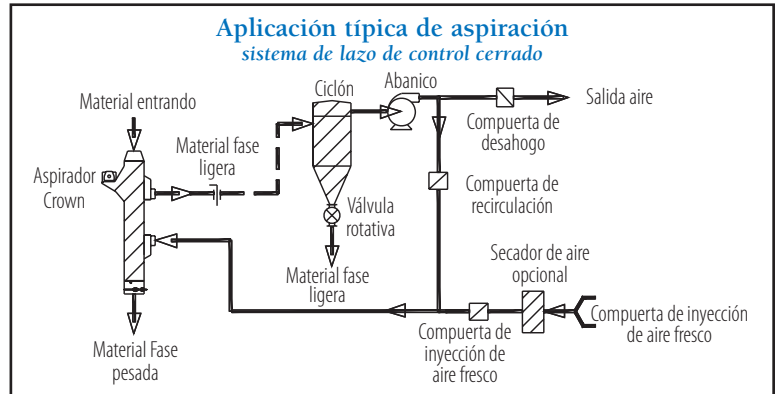 Aplicación típica de aspiración
sistema de lazo de control cerrado
Material entrando
Aspirador
Crown
Material fase
ligera
Ciclón
Abanico
Salida aire
Compuerta de
desahogo
Compuerta de
recirculación
Válvula
rotativa
Material fase
ligera
Secador de aire
opcional
Compuerta de inyección
de aire fresco
Compuerta de
inyección de
aire fresco
Material Fase
pesada